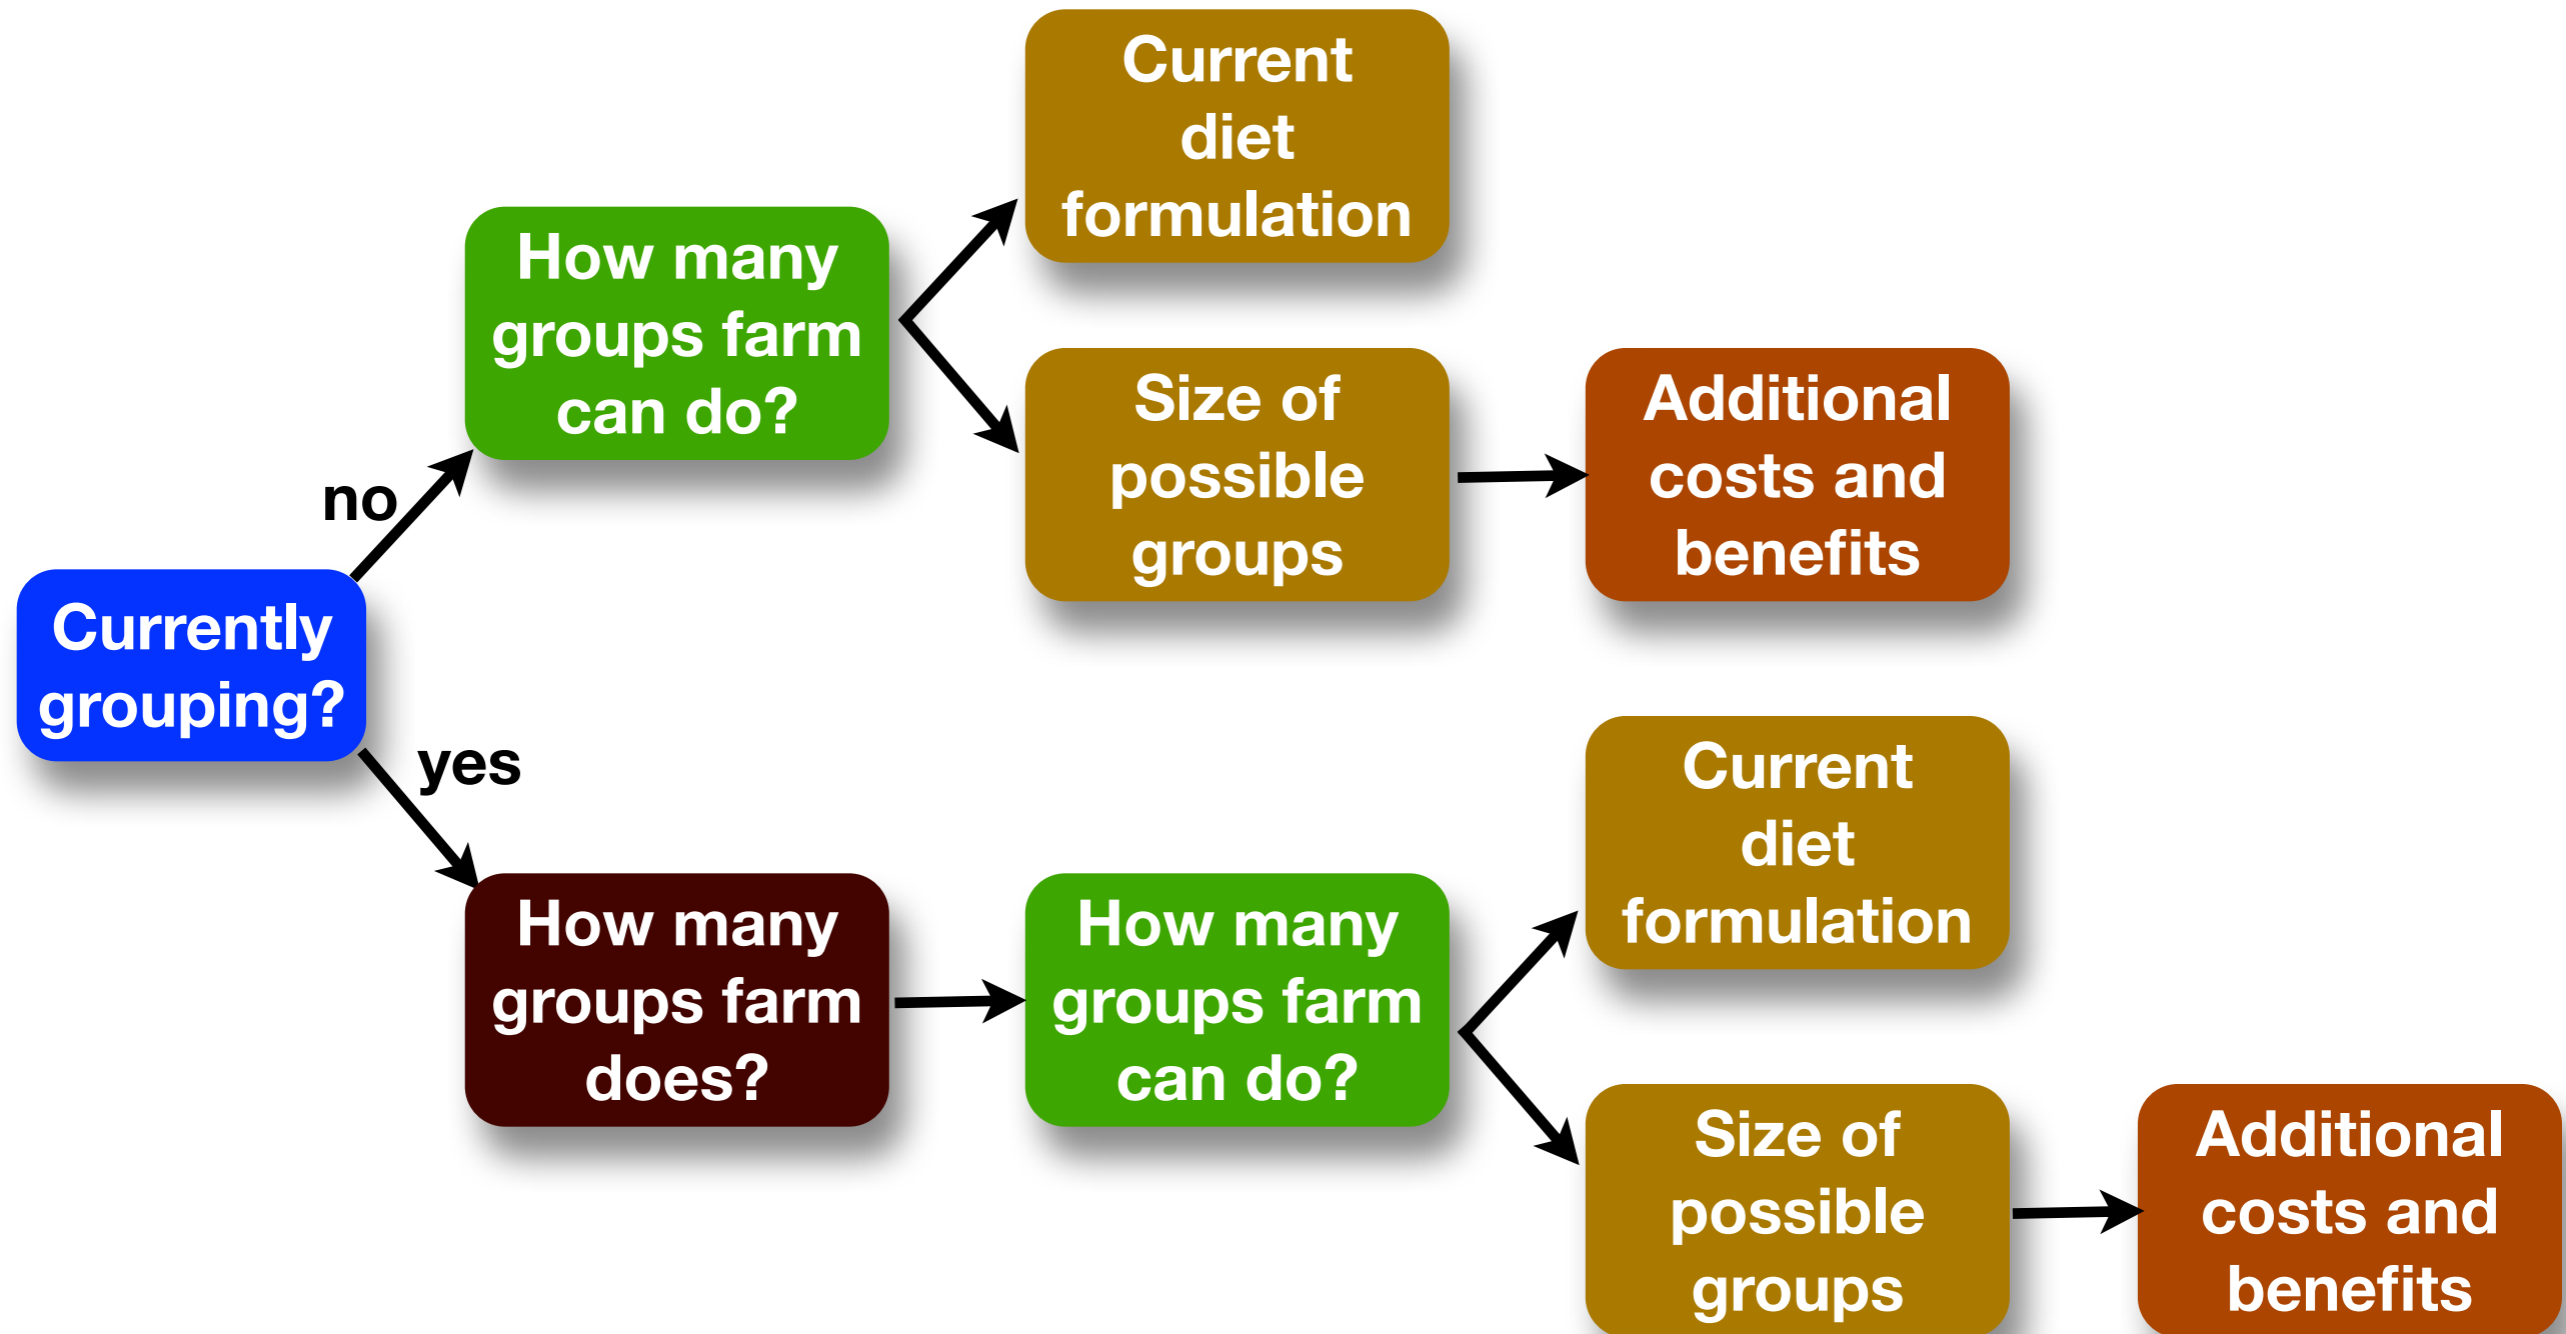 Current
diet
formulation
How many
groups farm
can do?
Size of
possible
groups
Additional
costs and
benefits
no
Currently
grouping?
yes
Current
diet
formulation
How many
groups farm
does?
How many
groups farm
can do?
Size of
possible
groups
Additional
costs and
benefits